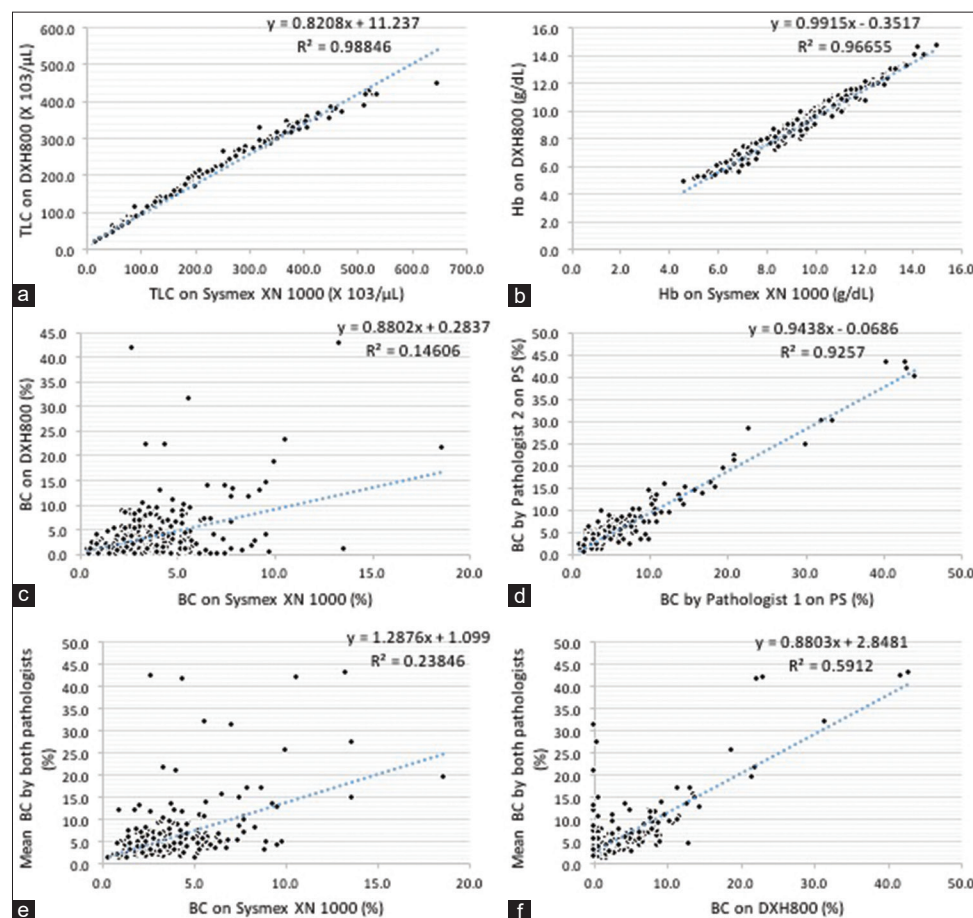 y = 0.8208x + 11.237
R² = 0.98846
600.0
500.0
400.0
300.0
200.0
100.0
0.0
TLC on DXH800 (X 103/µL)
0.0 100.0 200.0 300.0 400.0 500.0 600.0 700.0
TLC on Sysmex XN 1000 (X 103/µL)
a
y = 0.9915x - 0.3517
R² = 0.96655
16.0
14.0
12.0
10.0
8.0
6.0
4.0
2.0
0.0
Hb on DXH800 (g/dL)
0.0 2.0 4.0 6.0 8.0 10.0 12.0 14.0 16.0
Hb on Sysmex XN 1000 (g/dL)
b
y = 0.8802x + 0.2837
R² = 0.14606
45.0
40.0
35.0
30.0
25.0
20.0
15.0
10.0
5.0
0.0
BC on DXH800 (%)
0.0 5.0 10.0 15.0 20.0
BC on Sysmex XN 1000 (%)
c
y = 0.9438x - 0.0686
R² = 0.9257
50.0
45.0
40.0
35.0
30.0
25.0
20.0
15.0
10.0
5.0
0.0
BC by Pathologist 2 on PS (%)
0.0 10.0 20.0 30.0 40.0 50.0
BC by Pathologist 1 on PS (%)
d
y = 1.2876x + 1.099
R² = 0.23846
50.0
45.0
40.0
35.0
30.0
25.0
20.0
15.0
10.0
5.0
0.0
Mean BC by both pathologists
(%)
0.0 5.0 10.0 15.0 20.0
BC on Sysmex XN 1000 (%)
e
y = 0.8803x + 2.8481
R² = 0.5912
50.0
45.0
40.0
35.0
30.0
25.0
20.0
15.0
10.0
5.0
0.0
Mean BC by both pathologists
(%)
0.0 10.0 20.0 30.0 40.0 50.0
BC on DXH800 (%)
f